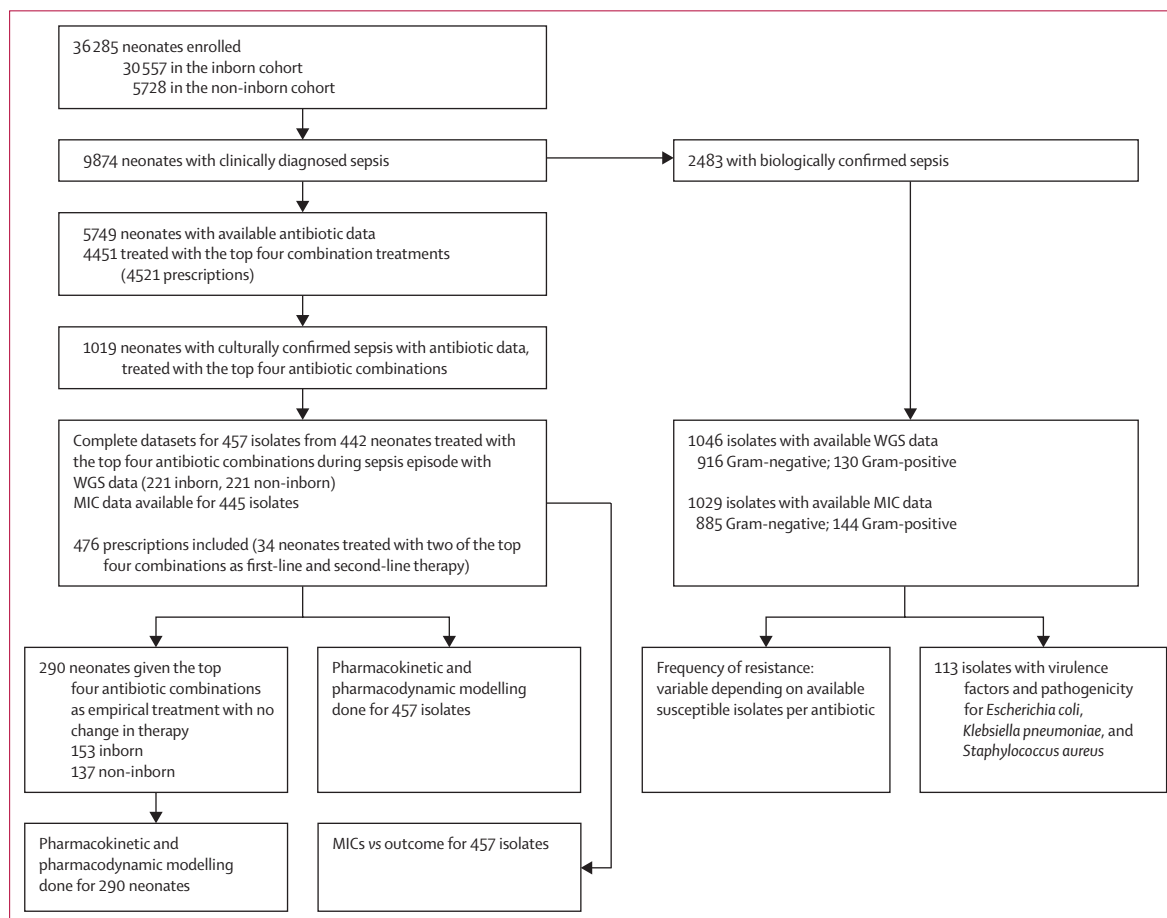 36 285 neonates enrolled
30 557 in the inborn cohort
5728 in the non-inborn cohort
9874 neonates with clinically diagnosed sepsis
2483 with biologically confirmed sepsis
5749 neonates with available antibiotic data
4451 treated with the top four combination treatments
(4521 prescriptions)
1019 neonates with culturally confirmed sepsis with antibiotic data,
treated with the top four antibiotic combinations
Complete datasets for 457 isolates from 442 neonates treated with
the top four antibiotic combinations during sepsis episode with
WGS data (221 inborn, 221 non-inborn)
MIC data available for 445 isolates
476 prescriptions included (34 neonates treated with two of the top
four combinations as first-line and second-line therapy)
1046 isolates with available WGS data
916 Gram-negative; 130 Gram-positive
1029 isolates with available MIC data
885 Gram-negative; 144 Gram-positive
290 neonates given the top
four antibiotic combinations
as empirical treatment with no
change in therapy
153 inborn
137 non-inborn
Pharmacokinetic and
pharmacodynamic modelling
done for 457 isolates
Frequency of resistance:
variable depending on available
susceptible isolates per antibiotic
113 isolates with virulence
factors and pathogenicity
for Escherichia coli,
Klebsiella pneumoniae, and
Staphylococcus aureus
Pharmacokinetic and
pharmacodynamic modelling
done for 290 neonates
MICs vs outcome for 457 isolates